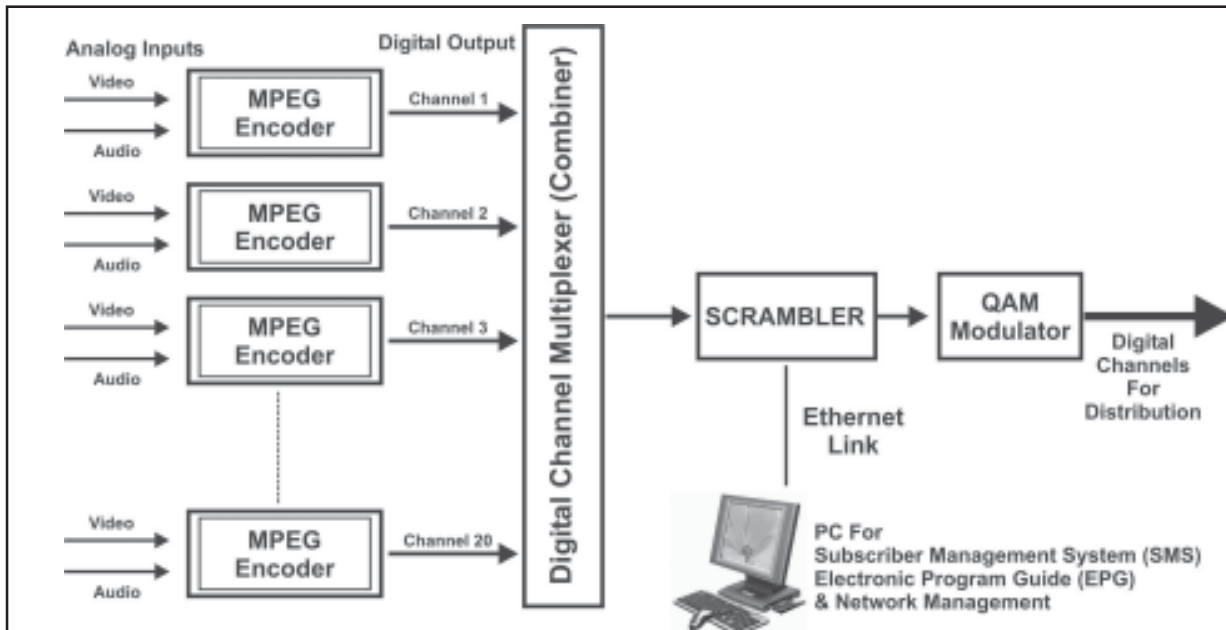 Analog Inputs
Digital Output
Video
Audio
MPEG
Encoder
Channel 1
Video
Audio
MPEG
Encoder
Channel 2
Video
Audio
MPEG
Encoder
Channel 3
Video
Audio
MPEG
Encoder
Channel 20
Digital Channel Multiplexer (Combiner)
SCRAMBLER
QAM
Modulator
Digital
Channels
For
Distribution
Ethernet
Link
PC For
Subscriber Management System (SMS)
Electronic Program Guide (EPG)
& Network Management